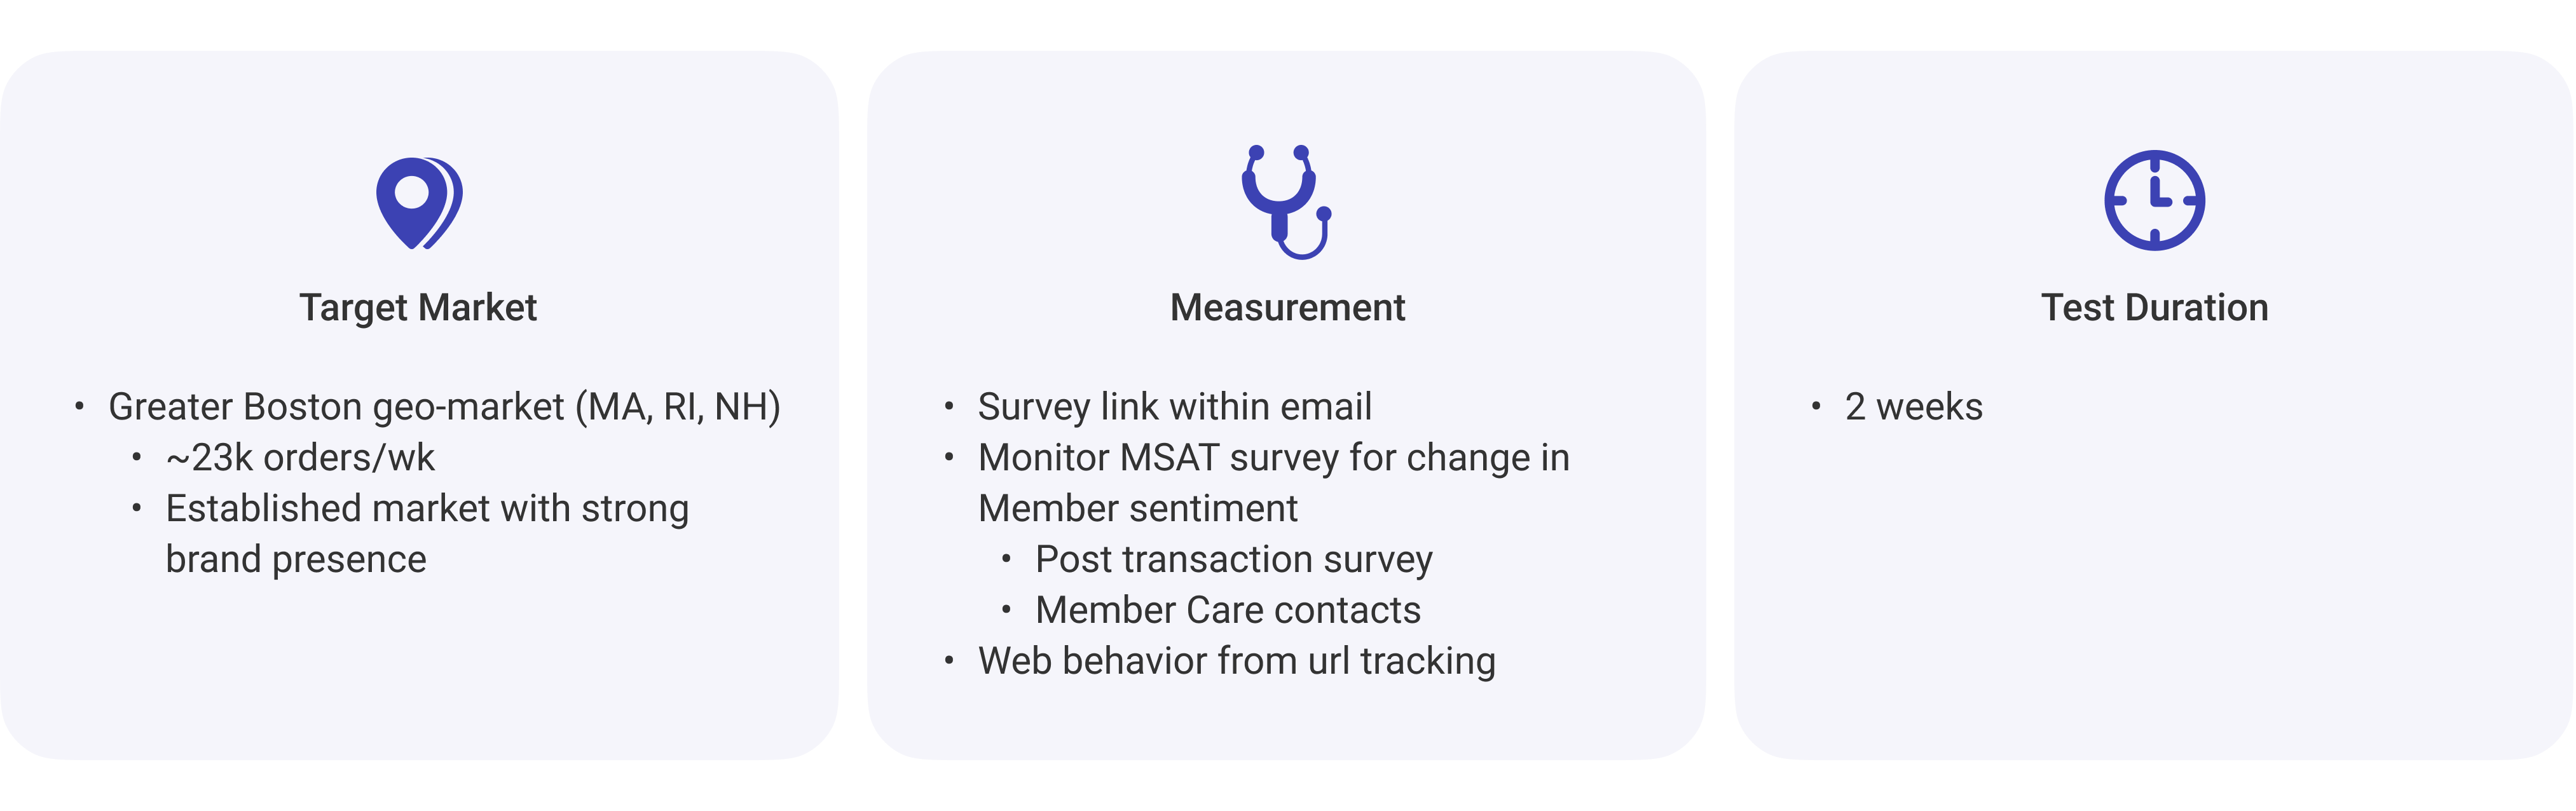 Target Market
• Greater Boston geo-market (MA, RI, NH)
• ~23k orders/wk
• Established market with strong
brand presence
Measurement
• Survey link within email
• Monitor MSAT survey for change in
Member sentiment
• Post transaction survey
• Member Care contacts
• Web behavior from url tracking
Test Duration
• 2 weeks